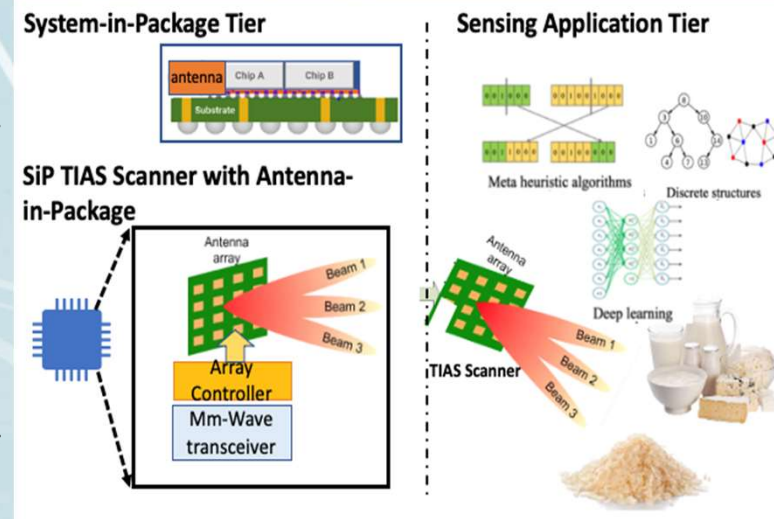 System-in-Package Tier
antenna
Chip A
Chip B
Substrate
SiP TIAS Scanner with Antenna-
in-Package
Antenna
array
Beam 1
Beam 2
Beam 3
Array
Controller
Mm-Wave
transceiver
Sensing Application Tier
Meta heuristic algorithms
Discrete structures
Deep learning
Antenna
array
Beam 1
Beam 2
Beam 3
TIAS Scanner